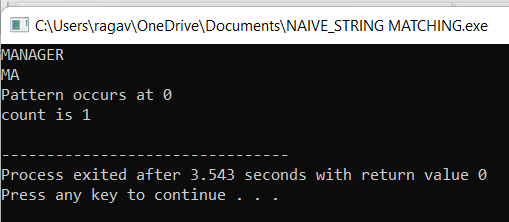 C:\Users\ragav\OneDrive\Documents\NAIVE_STRING MATCHING.exe
MANAGER
MA
Pattern occurs at 0
count is 1
--------------------------------
Process exited after 3.543 seconds with return value 0
Press any key to continue . . .